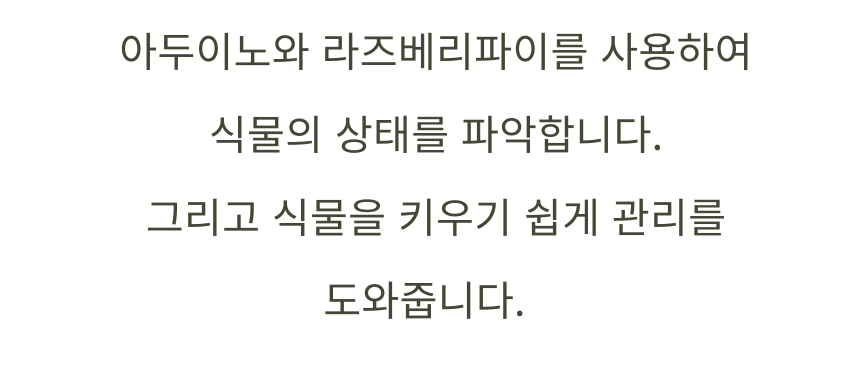 아두이노와 라즈베리파이를 사용하여
식물의 상태를 파악합니다.
그리고 식물을 키우기 쉽게 관리를
도와줍니다.